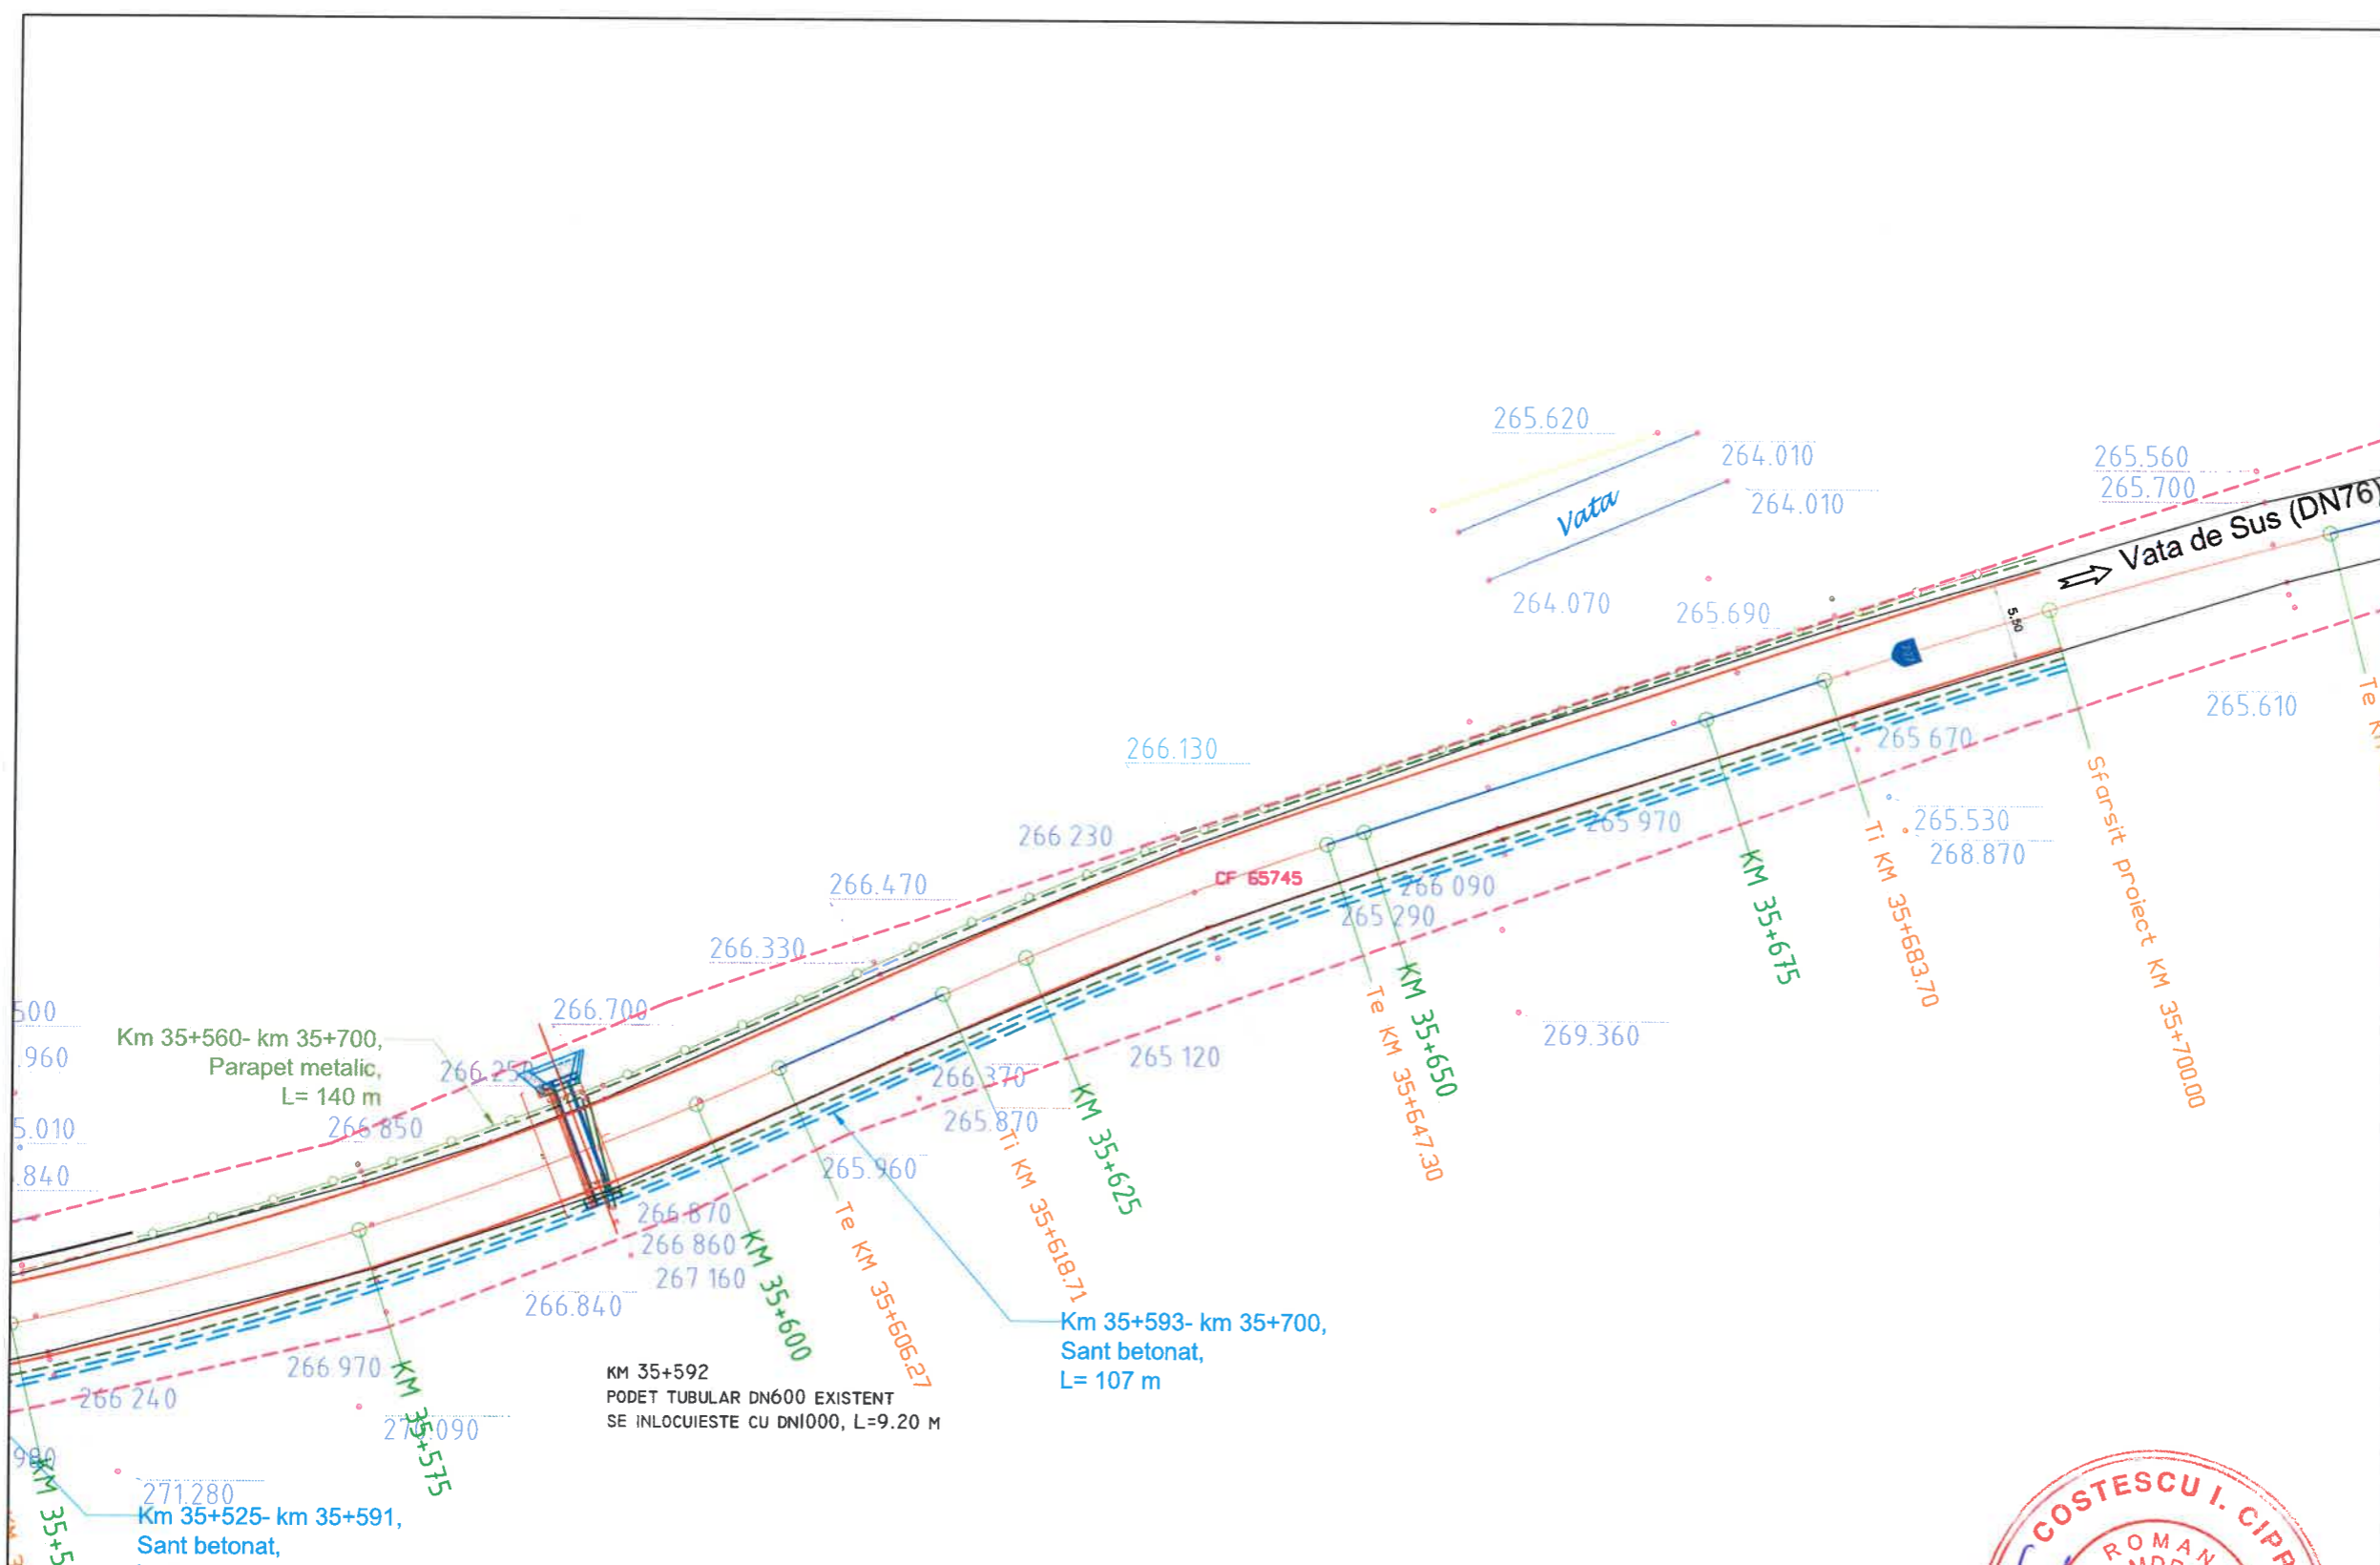 265.620
264.010
264.010
Vata
264.070
265.690
265.560
265.700
Vata de Sus (DN76)
5.50
265.610
266.130
265 670
265.530
268.870
265 970
266 230
CF 65745
266.470
266 090
265 290
266.330
266.700
269.360
265 120
266 370
265.870
265.960
500
.960
5.010
.840
Km 35+560- km 35+700,
Parapet metalic,
L= 140 m
266 850
266 870
266 860
267 160
266.840
266 970
266 240
980
271.280
KM 35+575
KM 35+600
Te KM 35+606.27
Ti KM 35+618.71
KM 35+625
Te KM 35+647.30
KM 35+650
KM 35+675
Ti KM 35+683.70
Sfarsit proiect KM 35+700.00
Km 35+593- km 35+700,
Sant betonat,
L= 107 m
KM 35+592
PODET TUBULAR DN600 EXISTENT
SE INLOCUIESTE CU DN1000, L=9.20 M
KM 35+5
Km 35+525- km 35+591,
Sant betonat,
COSTESCU I. CIPR
ROMAN